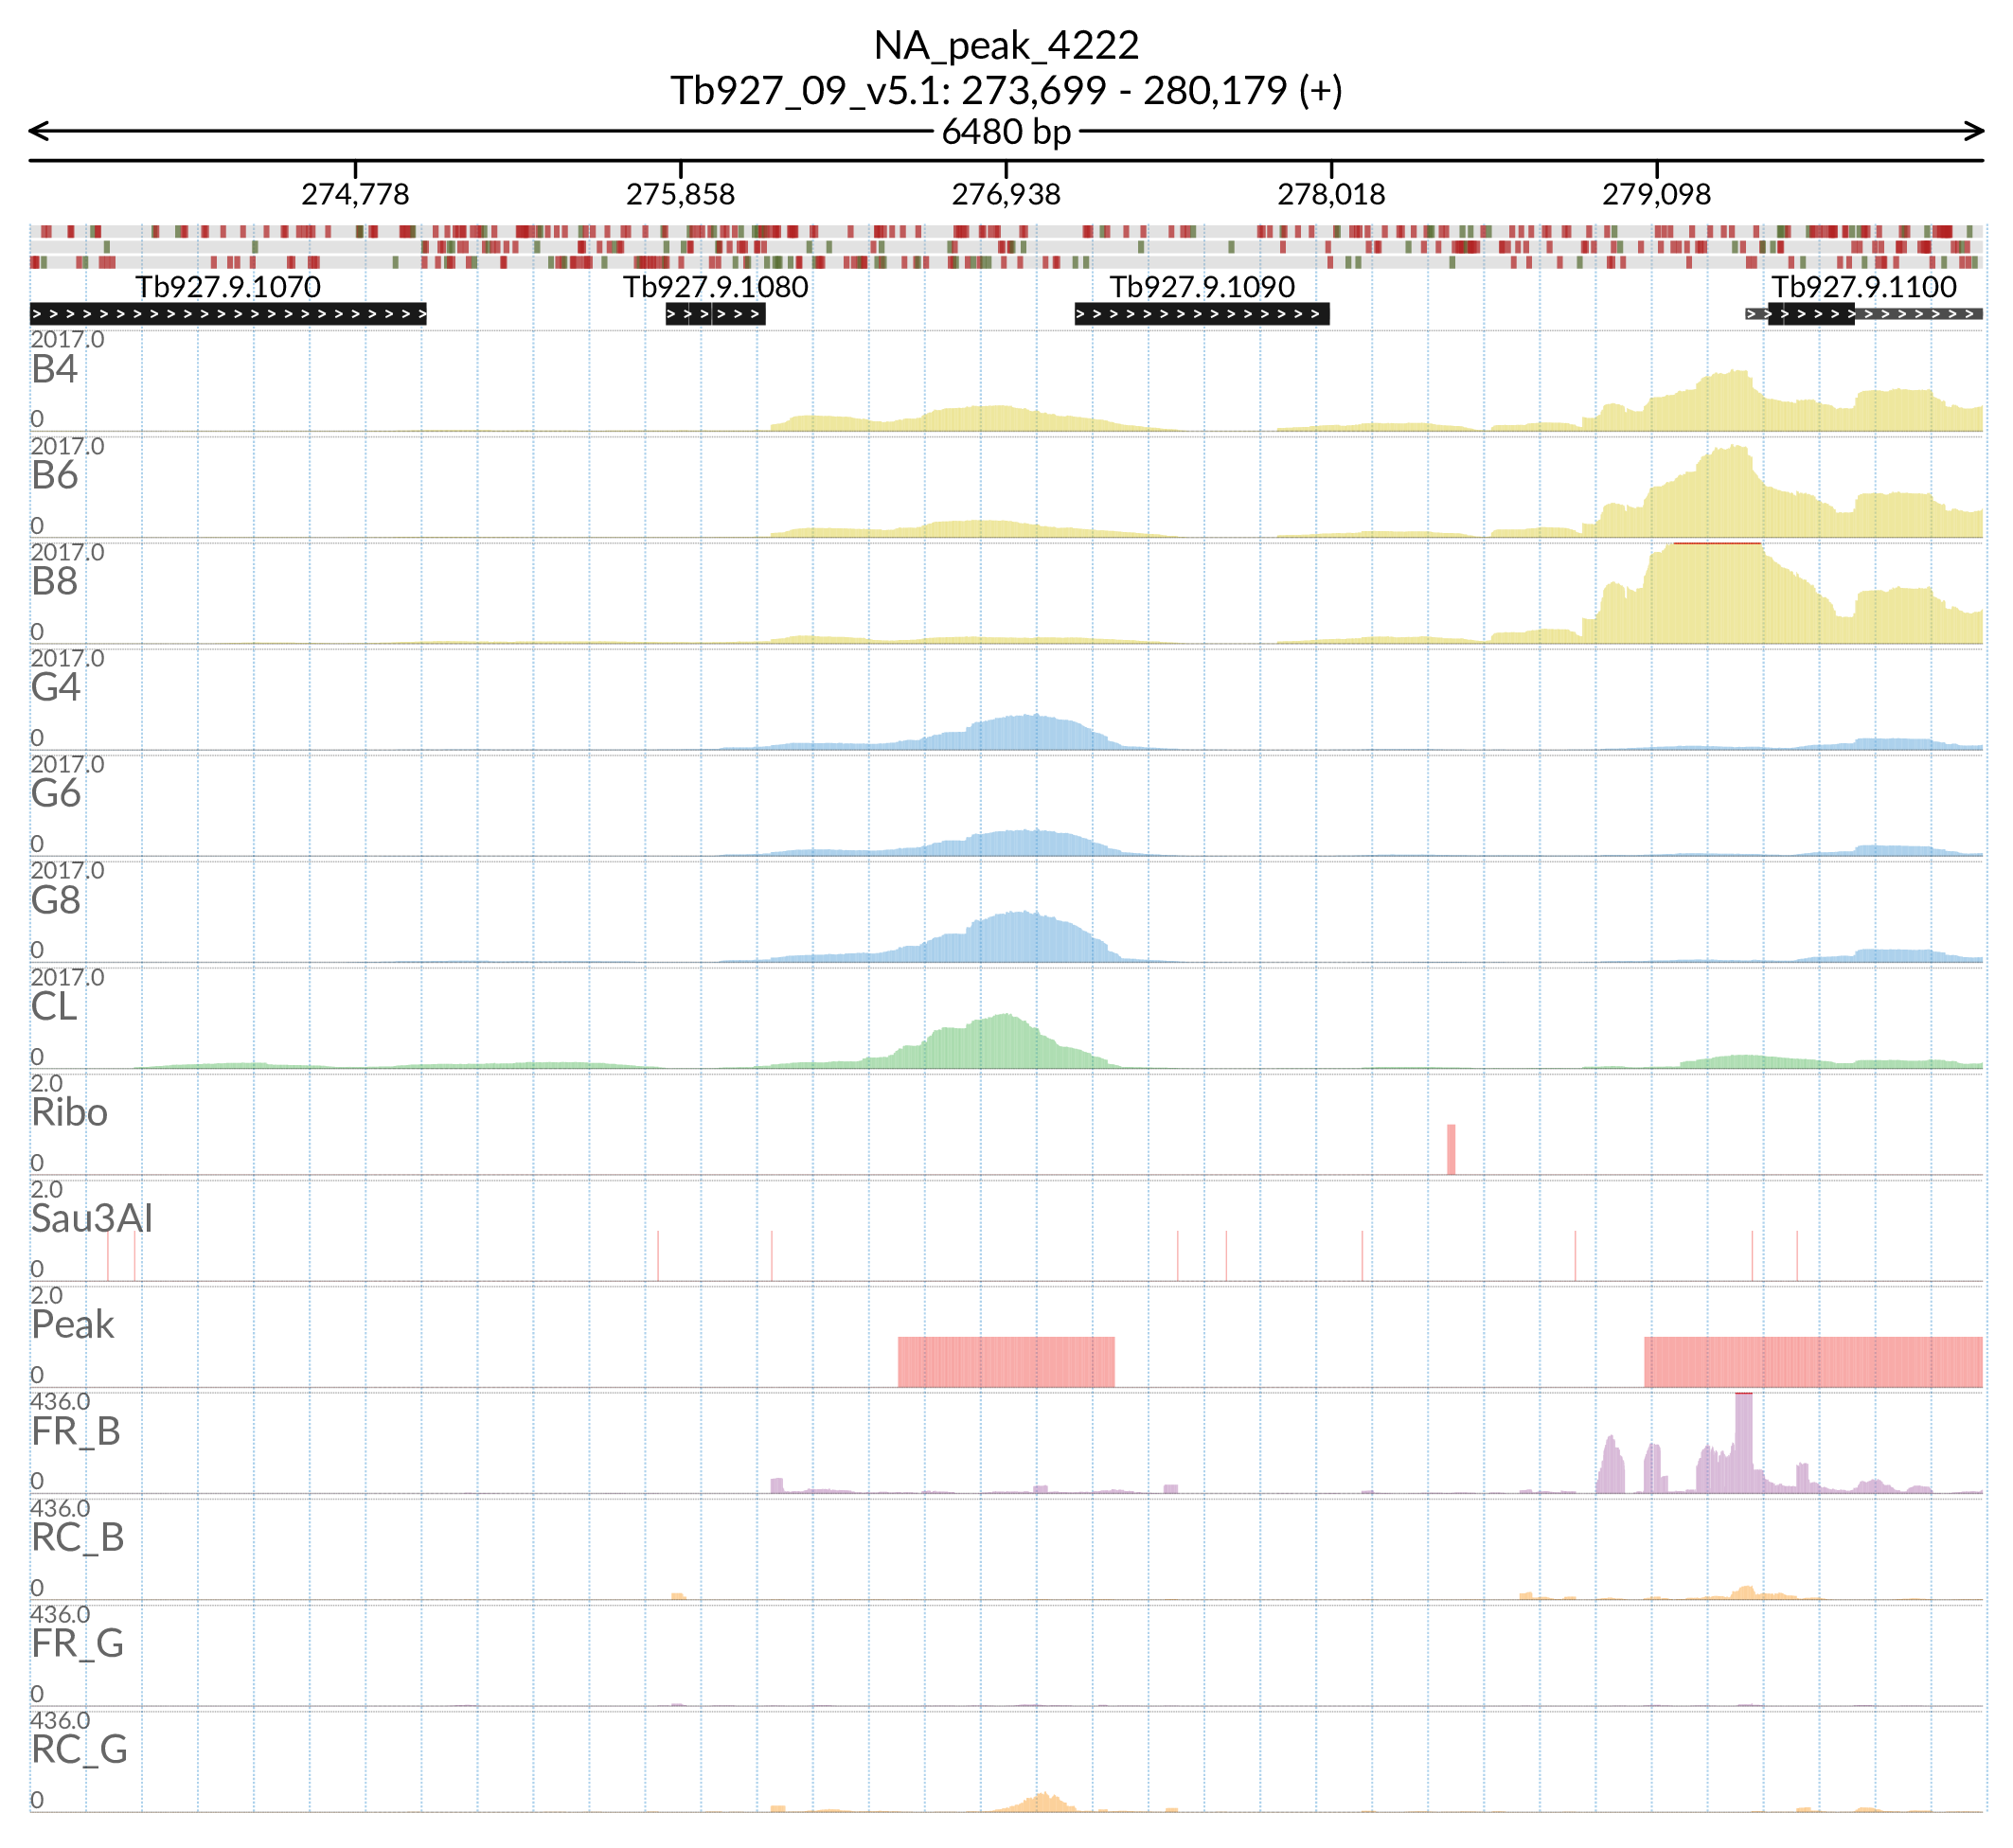 NA_peak_4222
Tb927_09_v5.1: 273,699 - 280,179 (+)
6480 bp
274,778 275,858 276,938 278,018 279,098
Tb927.9.1070 Tb927.9.1080 Tb927.9.1090 Tb927.9.1100
2017.0
B4
0
2017.0
B6
0
2017.0
B8
0
2017.0
G4
0
2017.0
G6
0
2017.0
G8
0
2017.0
CL
0
2.0
Ribo
0
2.0
Sau3AI
0
2.0
Peak
0
436.0
FR_B
0
436.0
RC_B
0
436.0
FR_G
0
436.0
RC_G
0